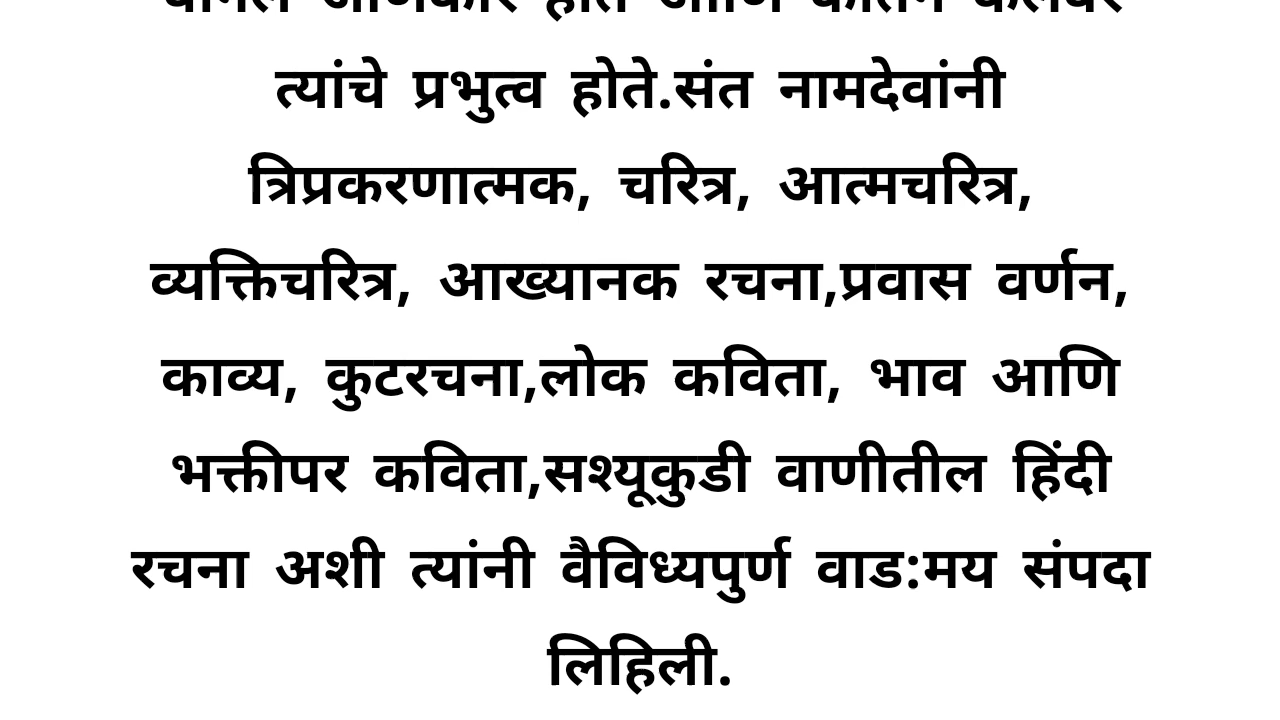 त्यांचे प्रभुत्व होते.संत नामदेवांनी
त्रिप्रकरणात्मक, चरित्र, आत्मचरित्र,
व्यक्तिचरित्र, आख्यानक रचना,प्रवास वर्णन,
काव्य, कुटरचना,लोक कविता, भाव आणि
भक्तीपर कविता,सश्यूकुडी वाणीतील हिंदी
रचना अशी त्यांनी वैविध्यपुर्ण वाड:मय संपदा
लिहिली.